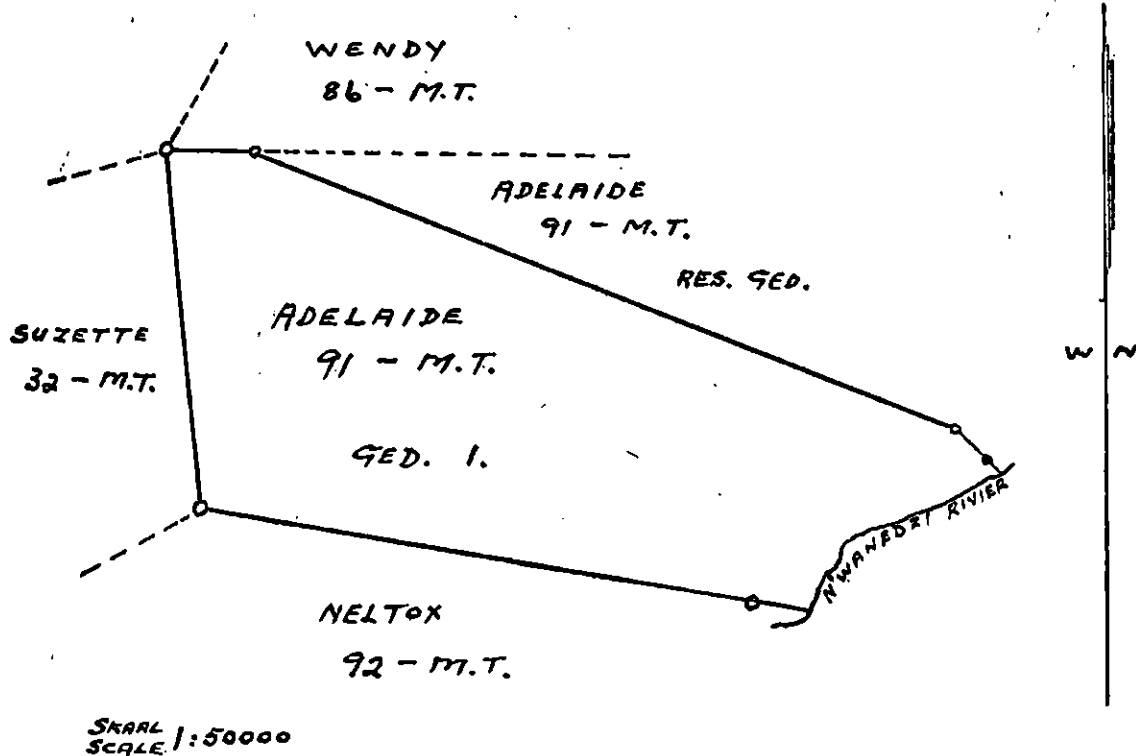 WENDY
86 - M.T.
ADELAIDE
91 - M.T.
RES. GED.
ADELAIDE
91 - M.T.
GED. 1.
SUZETTE
32 - M.T.
W N
N'WANEDZI RIVIER
NELTOX
92 - M.T.
SKAAL
SCALE 1:50000